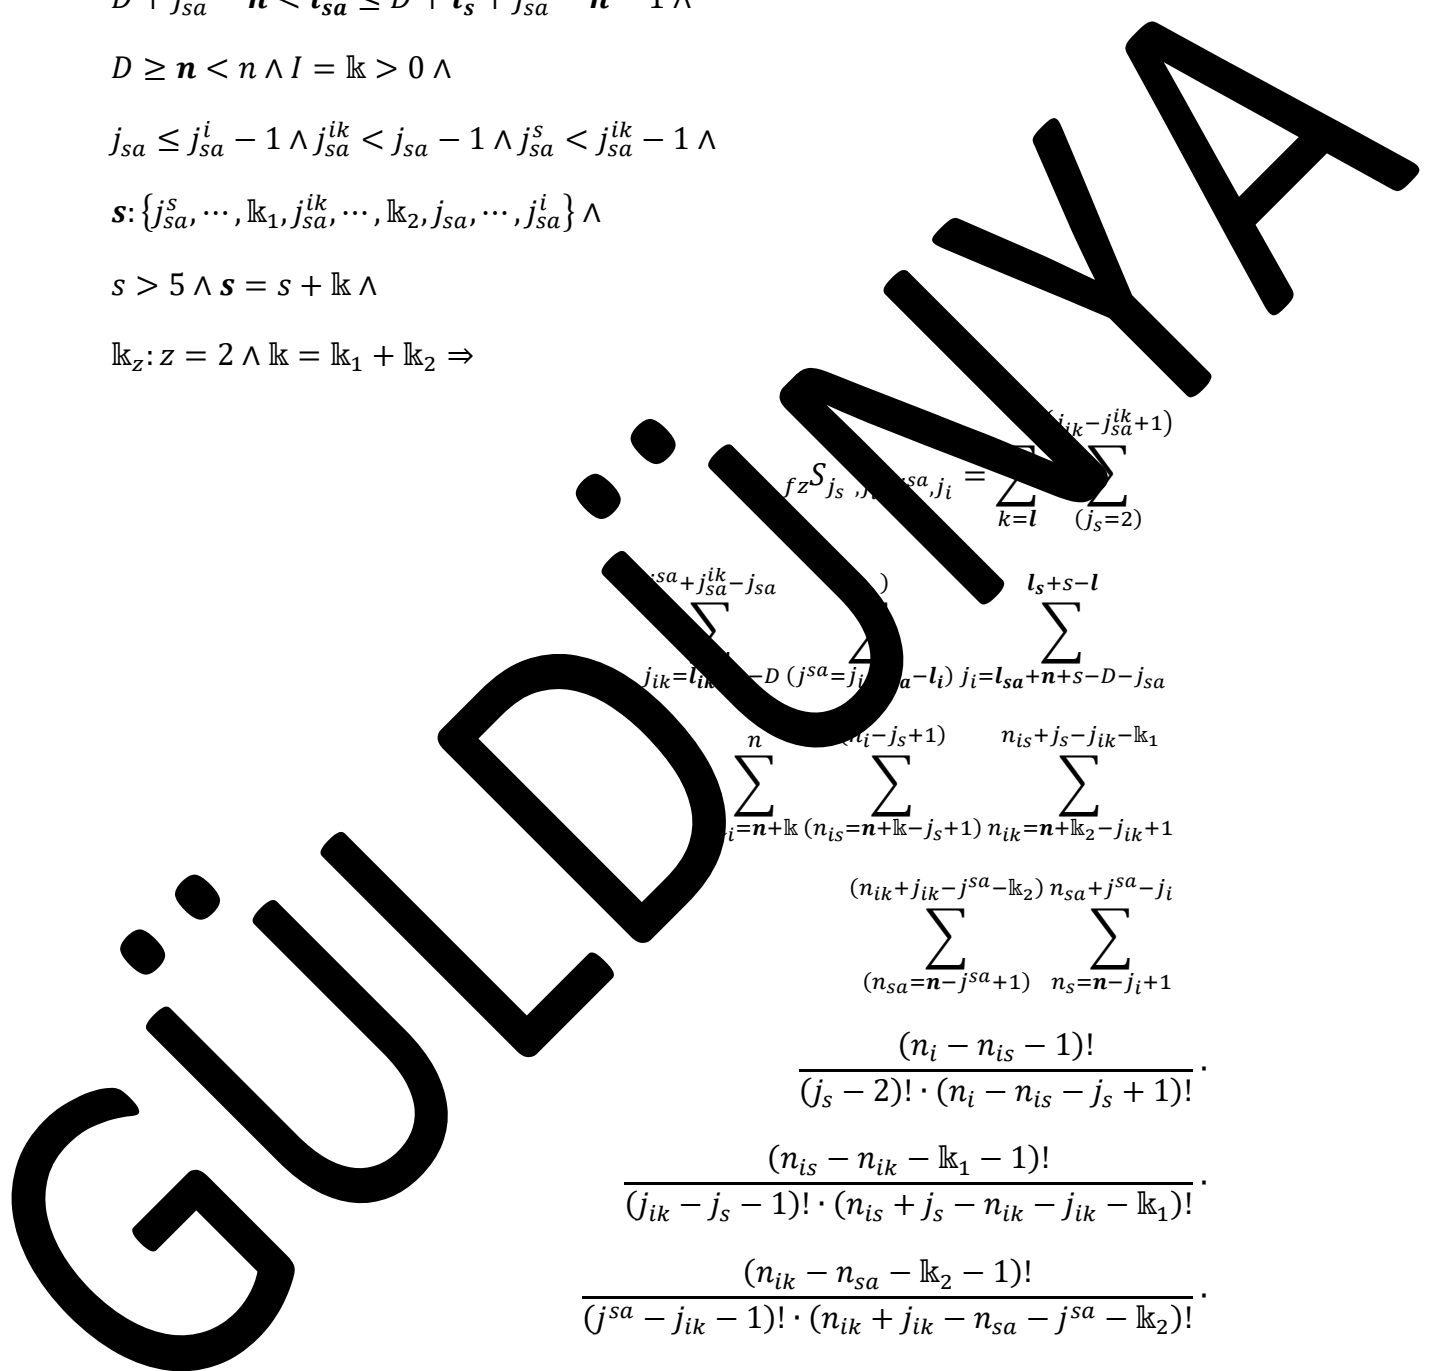 D ≥ 𝒏 < n ∧ I = 𝕜 > 0 ∧
j_{sa} ≤ j_{sa}^{i} − 1 ∧ j_{sa}^{ik} < j_{sa} − 1 ∧ j_{sa}^{s} < j_{sa}^{ik} − 1 ∧
𝒔: {j_{sa}^{s}, ⋯, 𝕜_1, j_{sa}^{ik}, ⋯, 𝕜_2, j_{sa}, ⋯, j_{sa}^{i}} ∧
s > 5 ∧ 𝒔 = s + 𝕜 ∧
𝕜_z: z = 2 ∧ 𝕜 = 𝕜_1 + 𝕜_2 ⇒
GÜLDÜNYA
∑_{k=𝒍} ∑_{(j_s=2)}
∑ ∑ ∑_{j_i=𝒍_{sa}+𝒏+s−D−j_{sa}}^{𝒍_s+s−𝒍}
∑^{n} ∑_{(n_{is}=𝒏+𝕜−j_s+1)}^{(n_i−j_s+1)} ∑_{n_{ik}=𝒏+𝕜_2−j_{ik}+1}^{n_{is}+j_s−j_{ik}−𝕜_1}
∑_{(n_{sa}=𝒏−j^{sa}+1)}^{(n_{ik}+j_{ik}−j^{sa}−𝕜_2)} ∑_{n_s=𝒏−j_i+1}^{n_{sa}+j^{sa}−j_i}
(n_i − n_{is} − 1)!
(j_s − 2)! · (n_i − n_{is} − j_s + 1)! ·
(n_{is} − n_{ik} − 𝕜_1 − 1)!
(j_{ik} − j_s − 1)! · (n_{is} + j_s − n_{ik} − j_{ik} − 𝕜_1)! ·
(n_{ik} − n_{sa} − 𝕜_2 − 1)!
(j^{sa} − j_{ik} − 1)! · (n_{ik} + j_{ik} − n_{sa} − j^{sa} − 𝕜_2)! ·